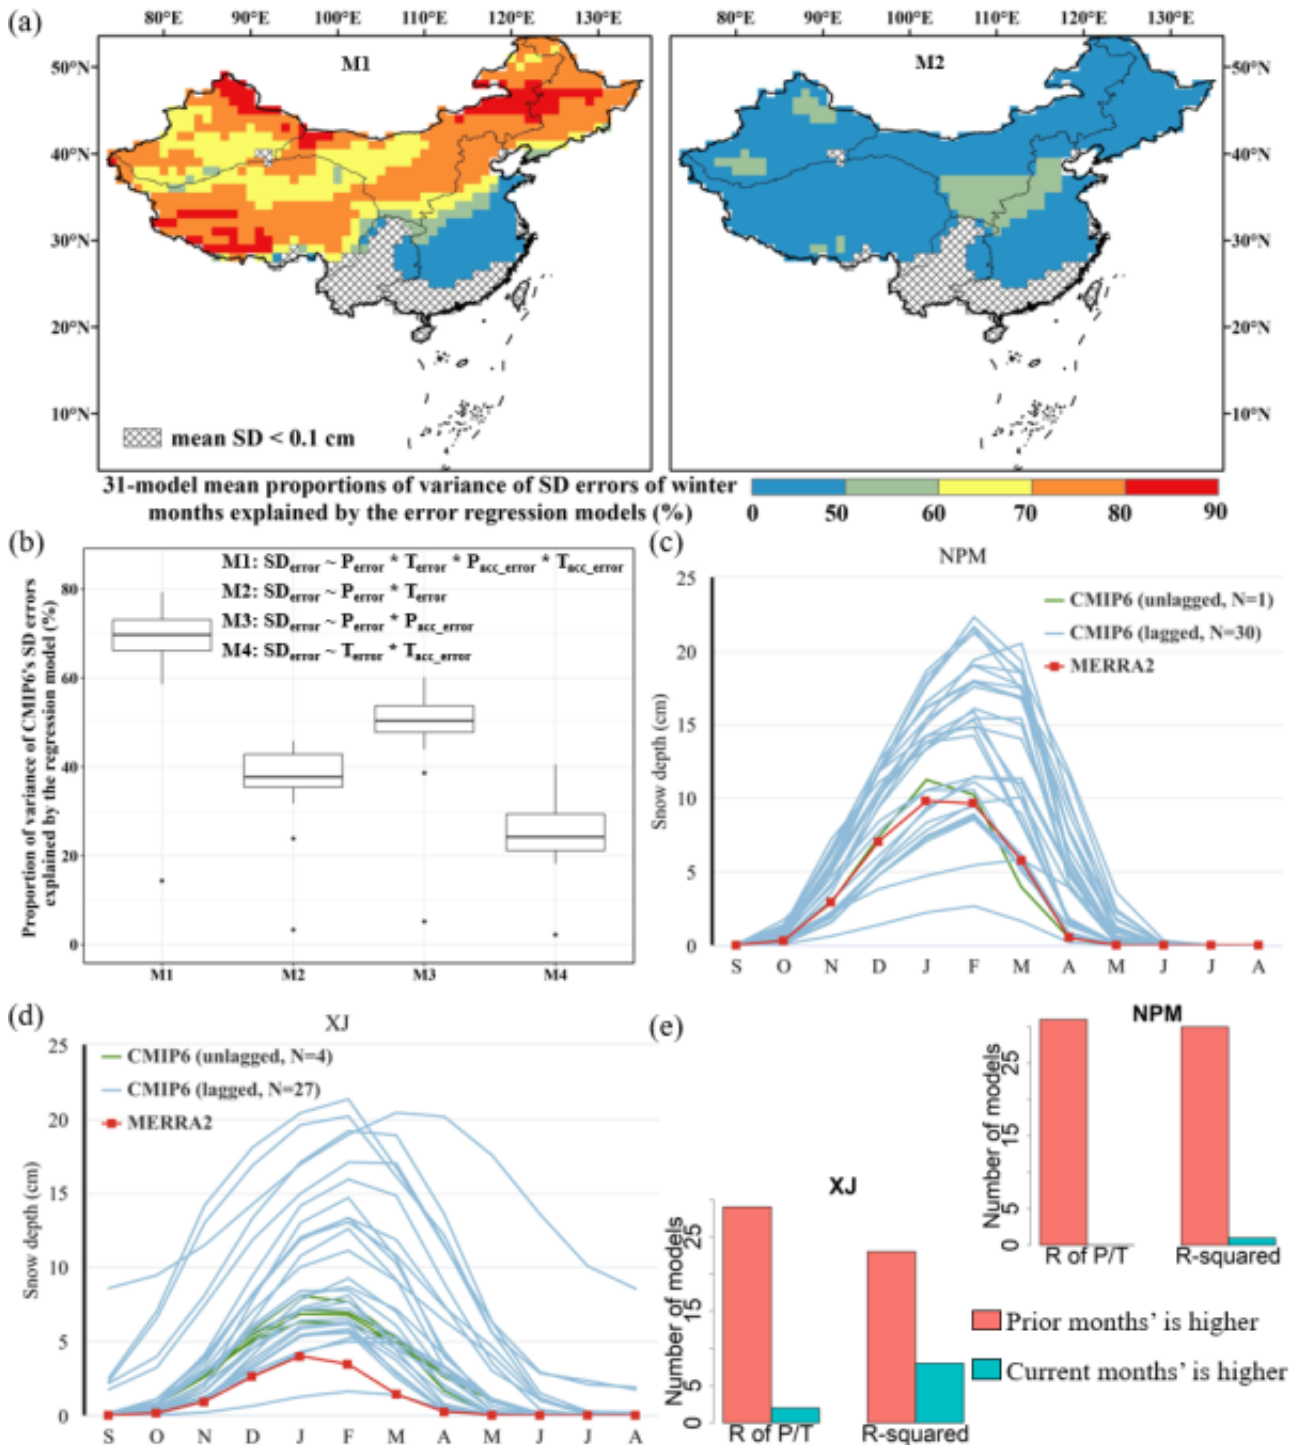 (a)
80°E 90°E 100°E 110°E 120°E 130°E
80°E 90°E 100°E 110°E 120°E 130°E
M1
M2
50°N
40°N
30°N
20°N
10°N
50°N
40°N
30°N
20°N
10°N
mean SD < 0.1 cm
31-model mean proportions of variance of SD errors of winter
months explained by the error regression models (%)
0 50 60 70 80 90
(b)
M1: SDerror ~ Perror * Terror * Pacc_error * Tacc_error
M2: SDerror ~ Perror * Terror
M3: SDerror ~ Perror * Pacc_error
M4: SDerror ~ Terror * Tacc_error
Proportion of variance of CMIP6's SD errors
explained by the regression model (%)
80
60
40
20
0
M1 M2 M3 M4
(c)
NPM
CMIP6 (unlagged, N=1)
CMIP6 (lagged, N=30)
MERRA2
Snow depth (cm)
25
20
15
10
5
0
S O N D J F M A M J J A
(d)
XJ
CMIP6 (unlagged, N=4)
CMIP6 (lagged, N=27)
MERRA2
Snow depth (cm)
25
20
15
10
5
0
S O N D J F M A M J J A
(e)
NPM
Number of models
0 5 15 25
R of P/T R-squared
XJ
Number of models
0 5 15 25
R of P/T R-squared
Prior months' is higher
Current months' is higher